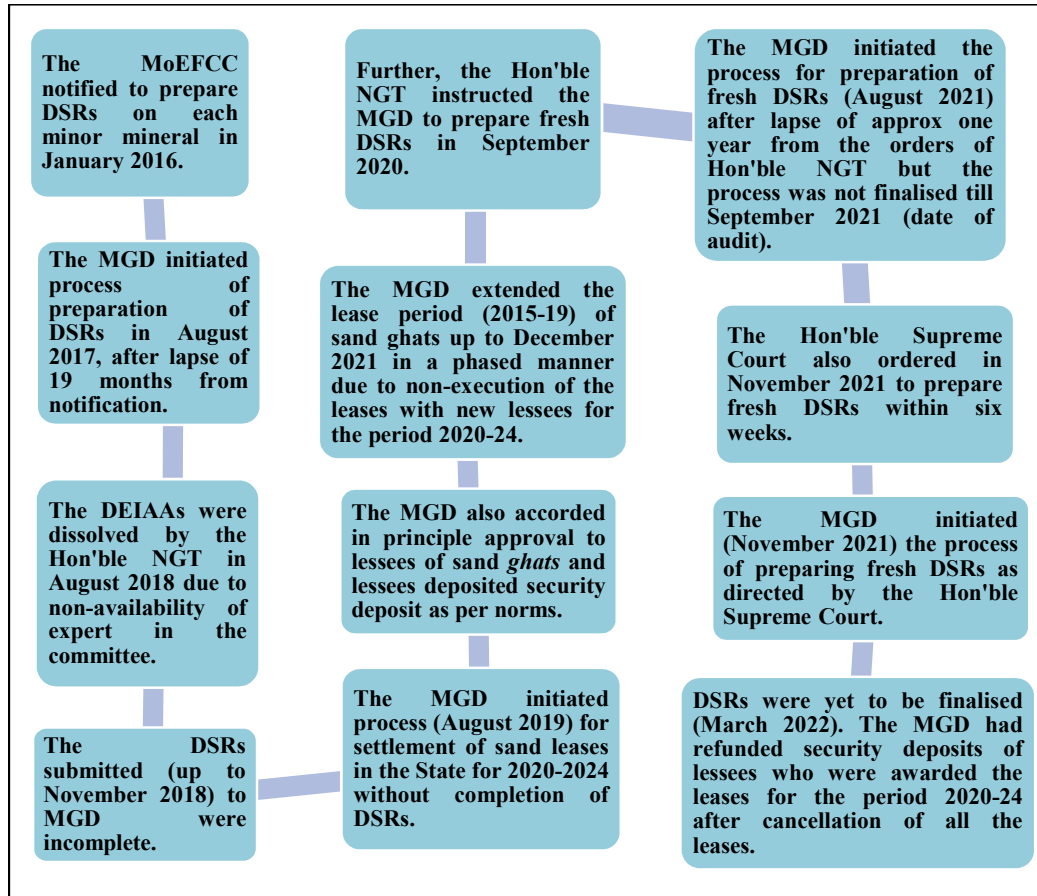 The MoEFCC
notified to prepare
DSRs on each
minor mineral in
January 2016.
The MGD initiated
process of
preparation of
DSRs in August
2017, after lapse of
19 months from
notification.
The DEIAAs were
dissolved by the
Hon'ble NGT in
August 2018 due to
non-availability of
expert in the
committee.
The DSRs
submitted (up to
November 2018) to
MGD were
incomplete.
The MGD initiated
process (August 2019) for
settlement of sand leases
in the State for 2020-2024
without completion of
DSRs.
The MGD also accorded
in principle approval to
lessees of sand ghats and
lessees deposited security
deposit as per norms.
The MGD extended the
lease period (2015-19) of
sand ghats up to December
2021 in a phased manner
due to non-execution of the
leases with new lessees for
the period 2020-24.
Further, the Hon'ble
NGT instructed the
MGD to prepare fresh
DSRs in September
2020.
The MGD initiated the
process for preparation of
fresh DSRs (August 2021)
after lapse of approx one
year from the orders of
Hon'ble NGT but the
process was not finalised till
September 2021 (date of
audit).
The Hon'ble Supreme
Court also ordered in
November 2021 to prepare
fresh DSRs within six
weeks.
The MGD initiated
(November 2021) the process
of preparing fresh DSRs as
directed by the Hon'ble
Supreme Court.
DSRs were yet to be finalised
(March 2022). The MGD had
refunded security deposits of
lessees who were awarded the
leases for the period 2020-24
after cancellation of all the
leases.